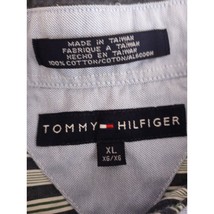 MADE IN TAIWAN
FABRIQUE A TAIWAN
HECHO EN TAIWAN
100% COTTON/COTON/ALGODON
TOMMY HILFIGER
XL
XG/XG